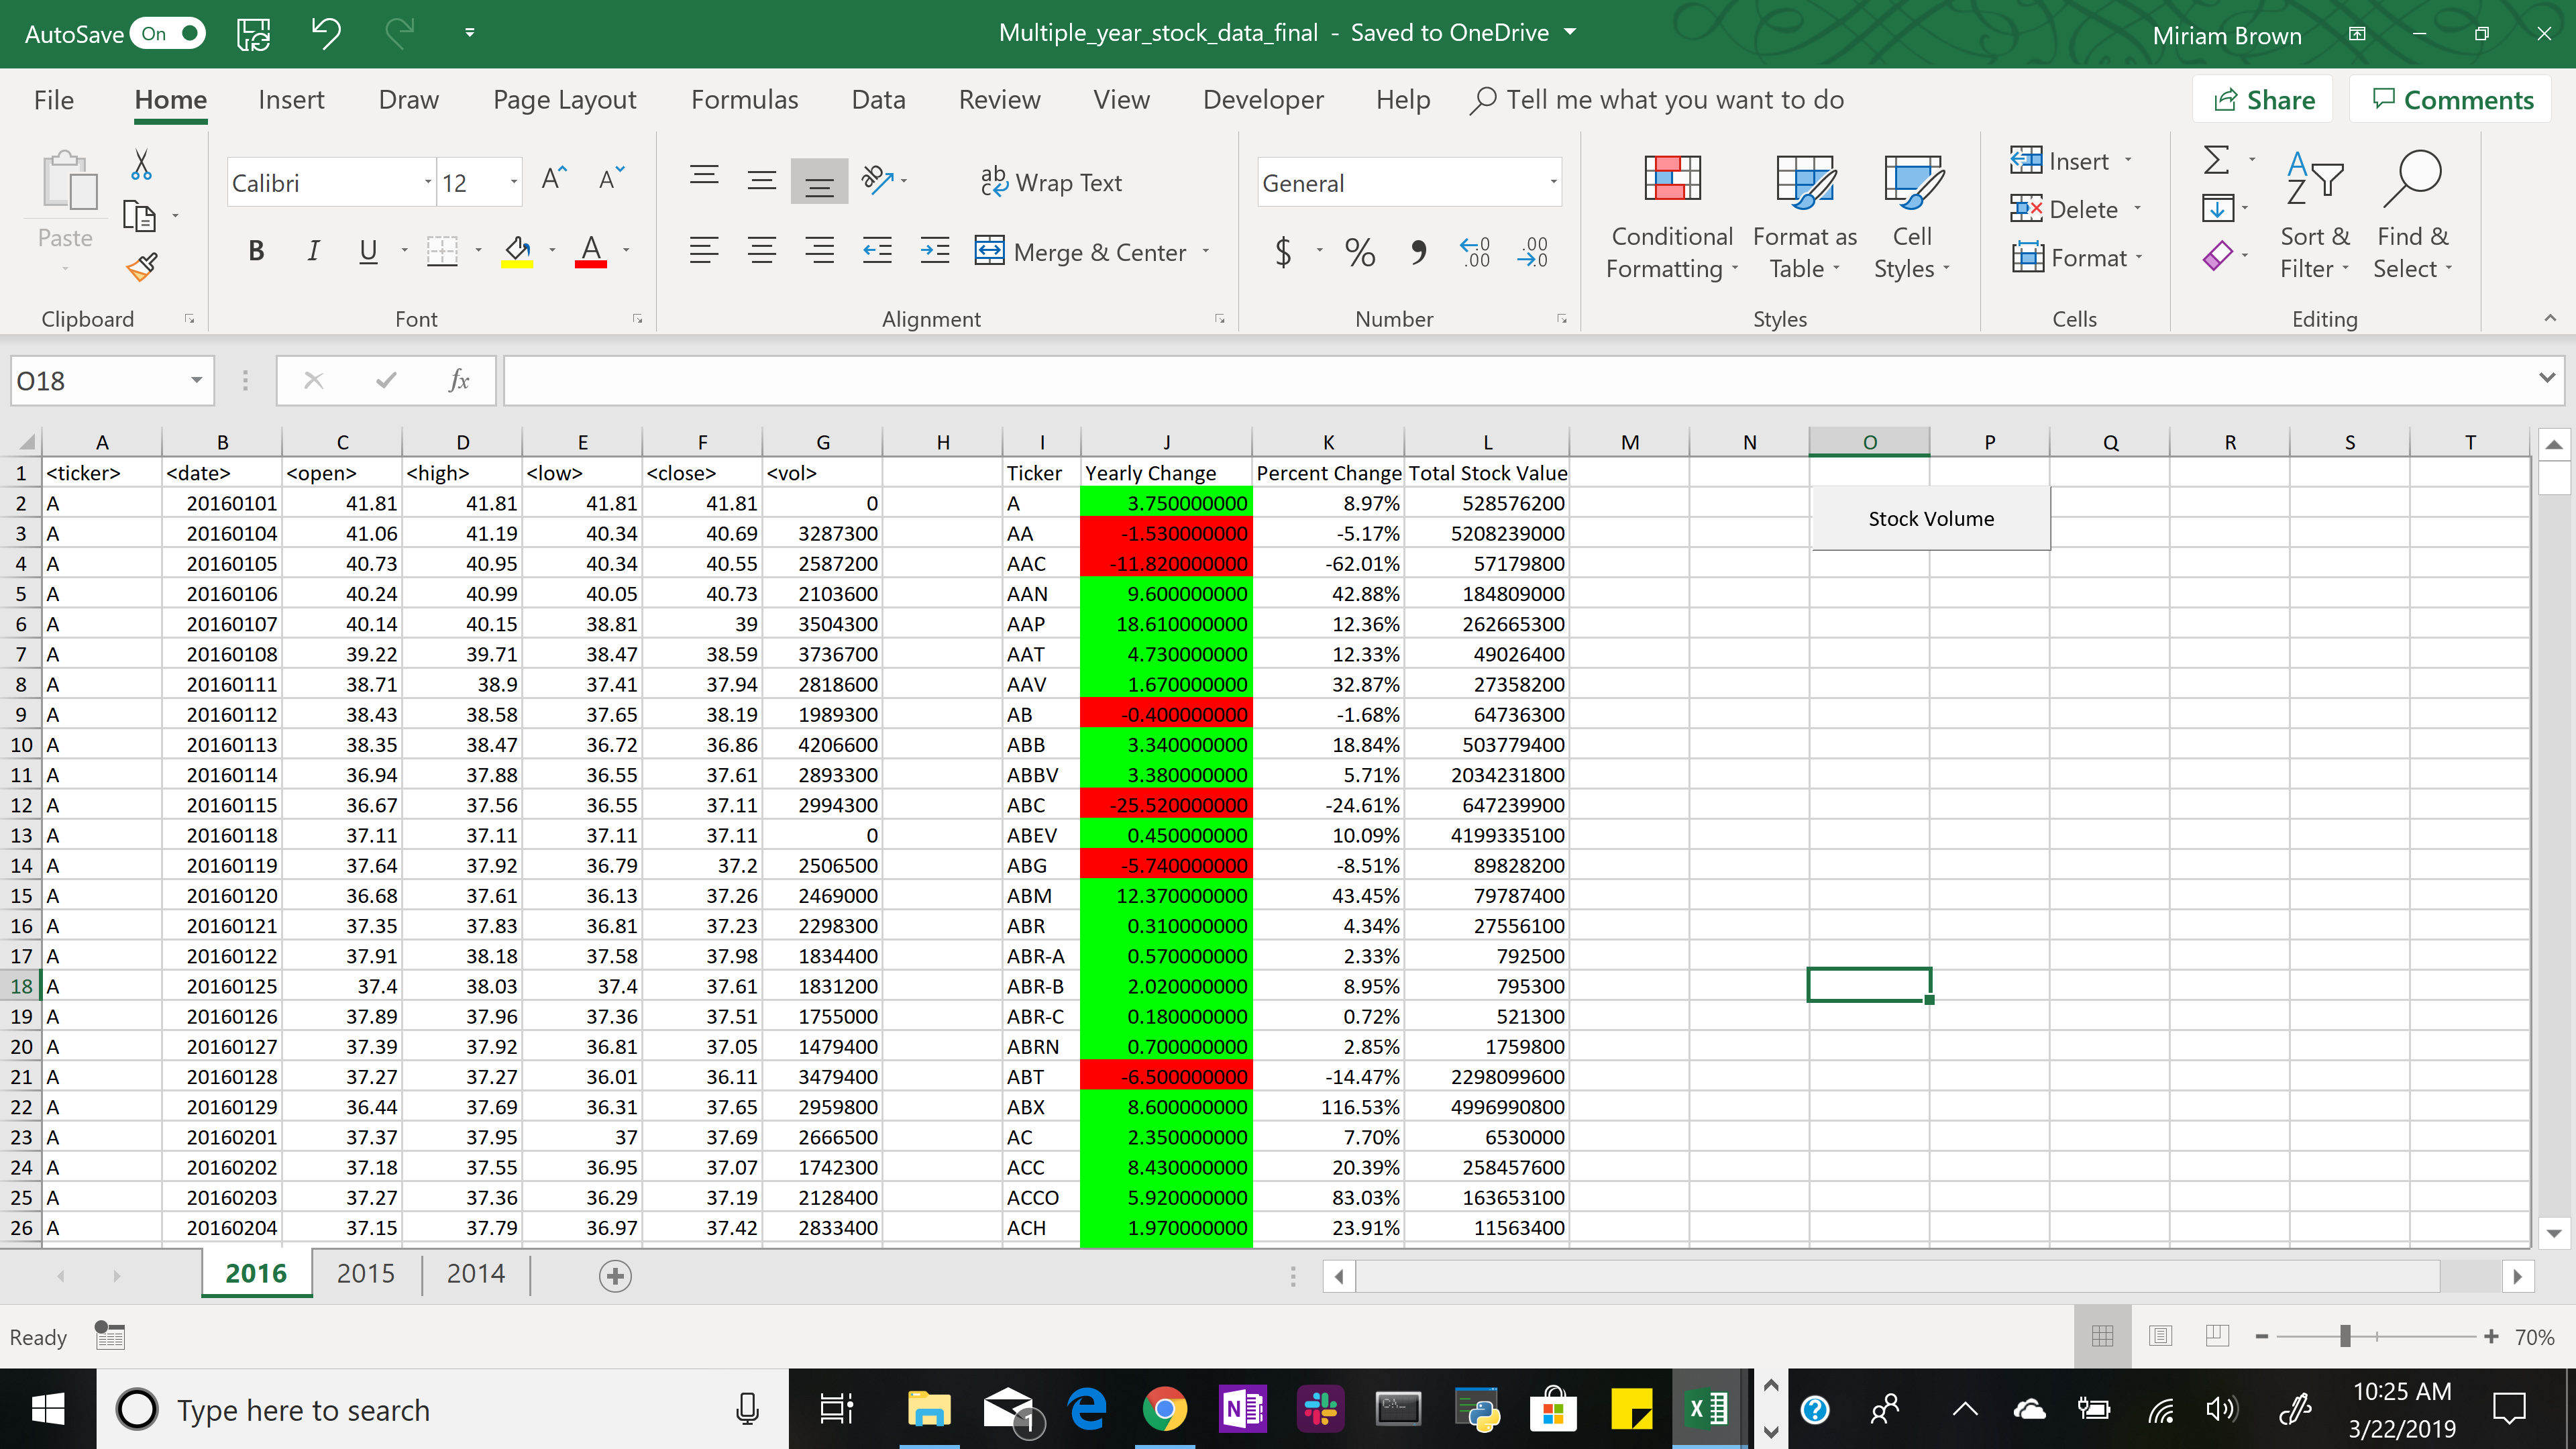 AutoSave On Multiple_year_stock_data_final - Saved to OneDrive Miriam Brown
File Home Insert Draw Page Layout Formulas Data Review View Developer Help Tell me what you want to do Share Comments
Paste
Calibri 12 Wrap Text General Insert
Conditional Formatting Format as Table Cell Styles Delete Sort & Filter Find & Select
B I U A Merge & Center $ % , Format
Clipboard Font Alignment Number Styles Cells Editing
O18 fx
A B C D E F G H I J K L M N O P Q R S T
1 <ticker> <date> <open> <high> <low> <close> <vol> Ticker Yearly Change Percent Change Total Stock Value
2 A 20160101 41.81 41.81 41.81 41.81 0 A 3.750000000 8.97% 528576200
Stock Volume
3 A 20160104 41.06 41.19 40.34 40.69 3287300 AA -1.530000000 -5.17% 5208239000
4 A 20160105 40.73 40.95 40.34 40.55 2587200 AAC -11.820000000 -62.01% 57179800
5 A 20160106 40.24 40.99 40.05 40.73 2103600 AAN 9.600000000 42.88% 184809000
6 A 20160107 40.14 40.15 38.81 39 3504300 AAP 18.610000000 12.36% 262665300
7 A 20160108 39.22 39.71 38.47 38.59 3736700 AAT 4.730000000 12.33% 49026400
8 A 20160111 38.71 38.9 37.41 37.94 2818600 AAV 1.670000000 32.87% 27358200
9 A 20160112 38.43 38.58 37.65 38.19 1989300 AB -0.400000000 -1.68% 64736300
10 A 20160113 38.35 38.47 36.72 36.86 4206600 ABB 3.340000000 18.84% 503779400
11 A 20160114 36.94 37.88 36.55 37.61 2893300 ABBV 3.380000000 5.71% 2034231800
12 A 20160115 36.67 37.56 36.55 37.11 2994300 ABC -25.520000000 -24.61% 647239900
13 A 20160118 37.11 37.11 37.11 37.11 0 ABEV 0.450000000 10.09% 4199335100
14 A 20160119 37.64 37.92 36.79 37.2 2506500 ABG -5.740000000 -8.51% 89828200
15 A 20160120 36.68 37.61 36.13 37.26 2469000 ABM 12.370000000 43.45% 79787400
16 A 20160121 37.35 37.83 36.81 37.23 2298300 ABR 0.310000000 4.34% 27556100
17 A 20160122 37.91 38.18 37.58 37.98 1834400 ABR-A 0.570000000 2.33% 792500
18 A 20160125 37.4 38.03 37.4 37.61 1831200 ABR-B 2.020000000 8.95% 795300
19 A 20160126 37.89 37.96 37.36 37.51 1755000 ABR-C 0.180000000 0.72% 521300
20 A 20160127 37.39 37.92 36.81 37.05 1479400 ABRN 0.700000000 2.85% 1759800
21 A 20160128 37.27 37.27 36.01 36.11 3479400 ABT -6.500000000 -14.47% 2298099600
22 A 20160129 36.44 37.69 36.31 37.65 2959800 ABX 8.600000000 116.53% 4996990800
23 A 20160201 37.37 37.95 37 37.69 2666500 AC 2.350000000 7.70% 6530000
24 A 20160202 37.18 37.55 36.95 37.07 1742300 ACC 8.430000000 20.39% 258457600
25 A 20160203 37.27 37.36 36.29 37.19 2128400 ACCO 5.920000000 83.03% 163653100
26 A 20160204 37.15 37.79 36.97 37.42 2833400 ACH 1.970000000 23.91% 11563400
2016 2015 2014
Ready 70%
Type here to search 1 10:25 AM
3/22/2019